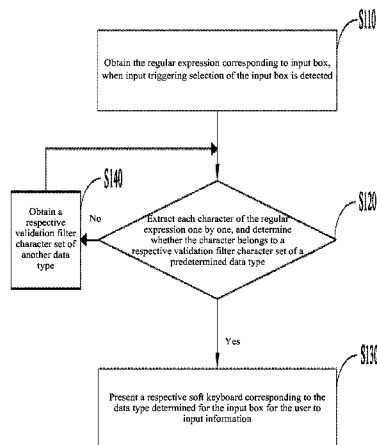 S110
Obtain the regular expression corresponding to input box,
when input triggering selection of the input box is detected
S140
Obtain a
respective
validation filter
character set of
another data
type
No
S120
Extract each character of the regular
expression one by one, and determine
whether the character belongs to a
respective validation filter character set of a
predetermined data type
Yes
S130
Present a respective soft keyboard corresponding to the
data type determined for the input box for the user to
input information